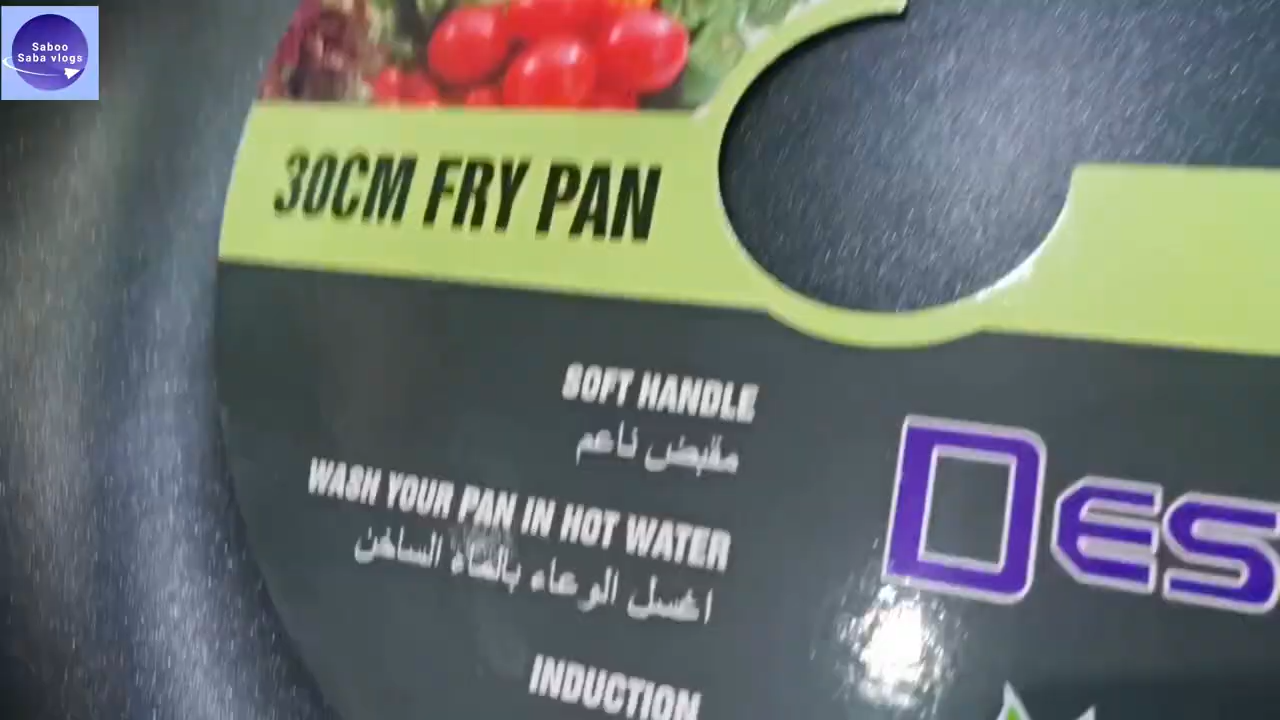 Saboo
Saba vlogs
30CM FRY PAN
SOFT HANDLE
مقبض ناعم
WASH YOUR PAN IN HOT WATER
اغسل الوعاء بالماء الساخن
INDUCTION
DES